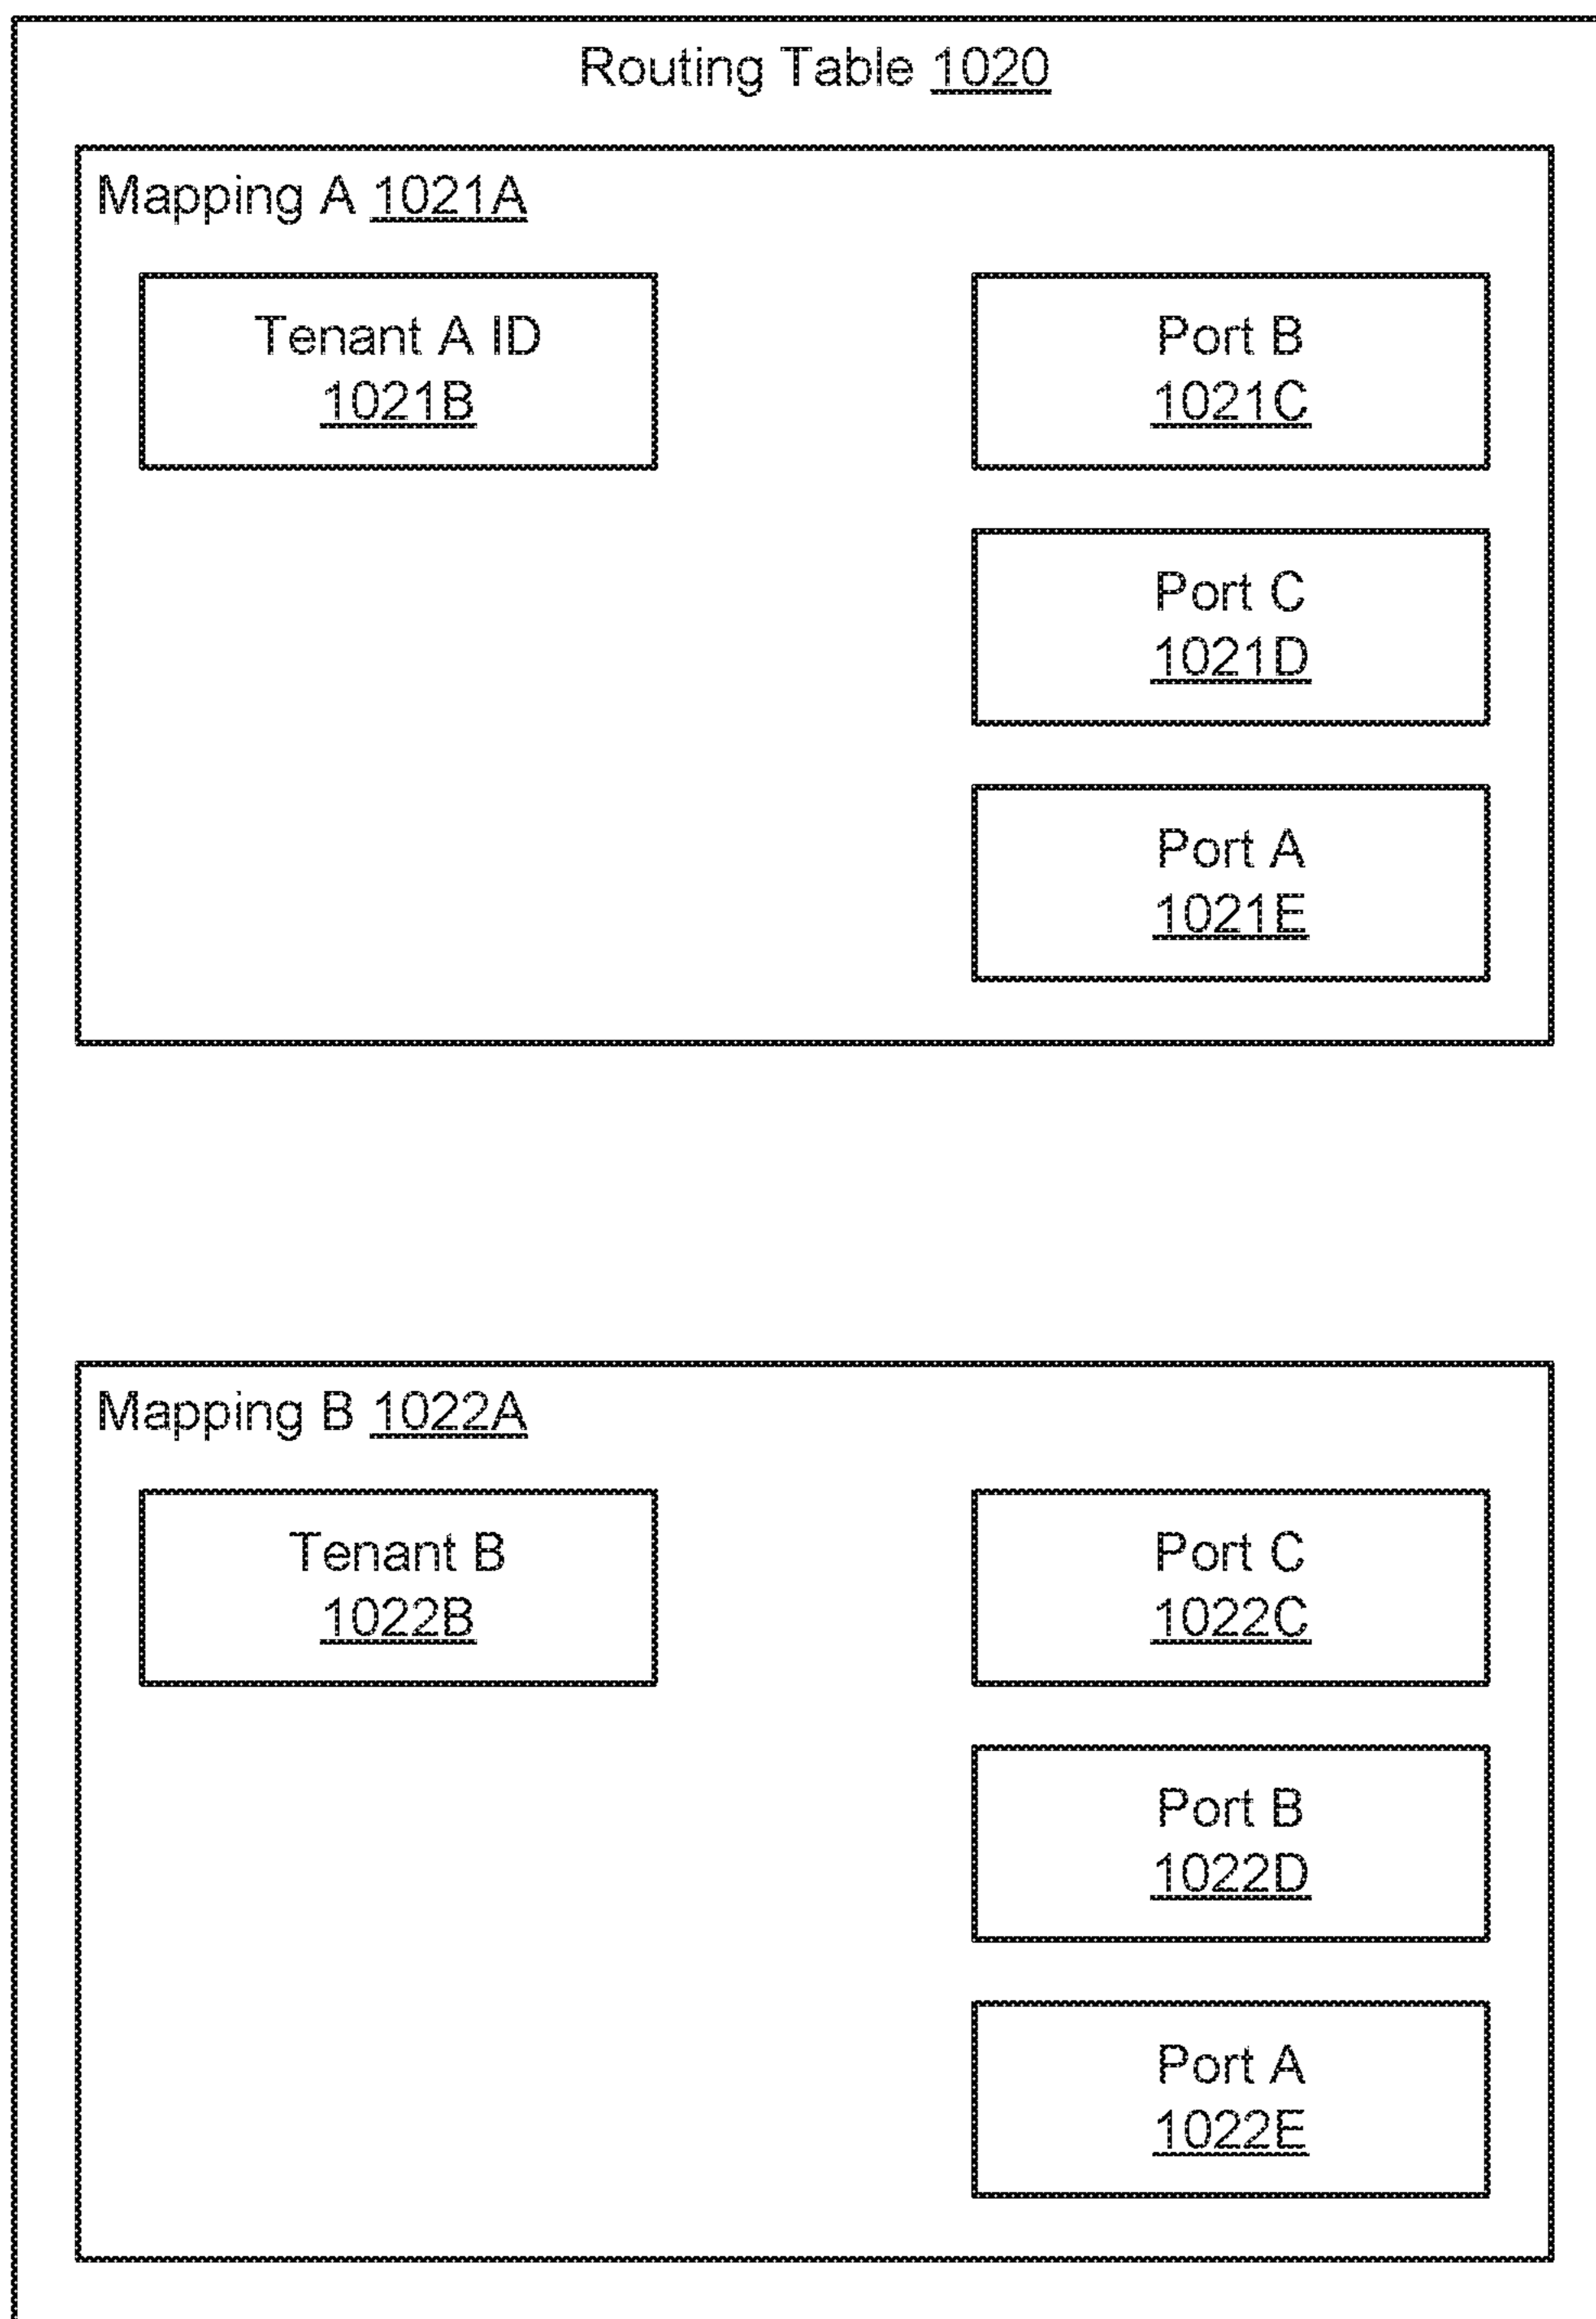 Routing Table 1020
Mapping A 1021A
Tenant A ID
1021B
Port B
1021C
Port C
1021D
Port A
1021E
Mapping B 1022A
Tenant B
1022B
Port C
1022C
Port B
1022D
Port A
1022E